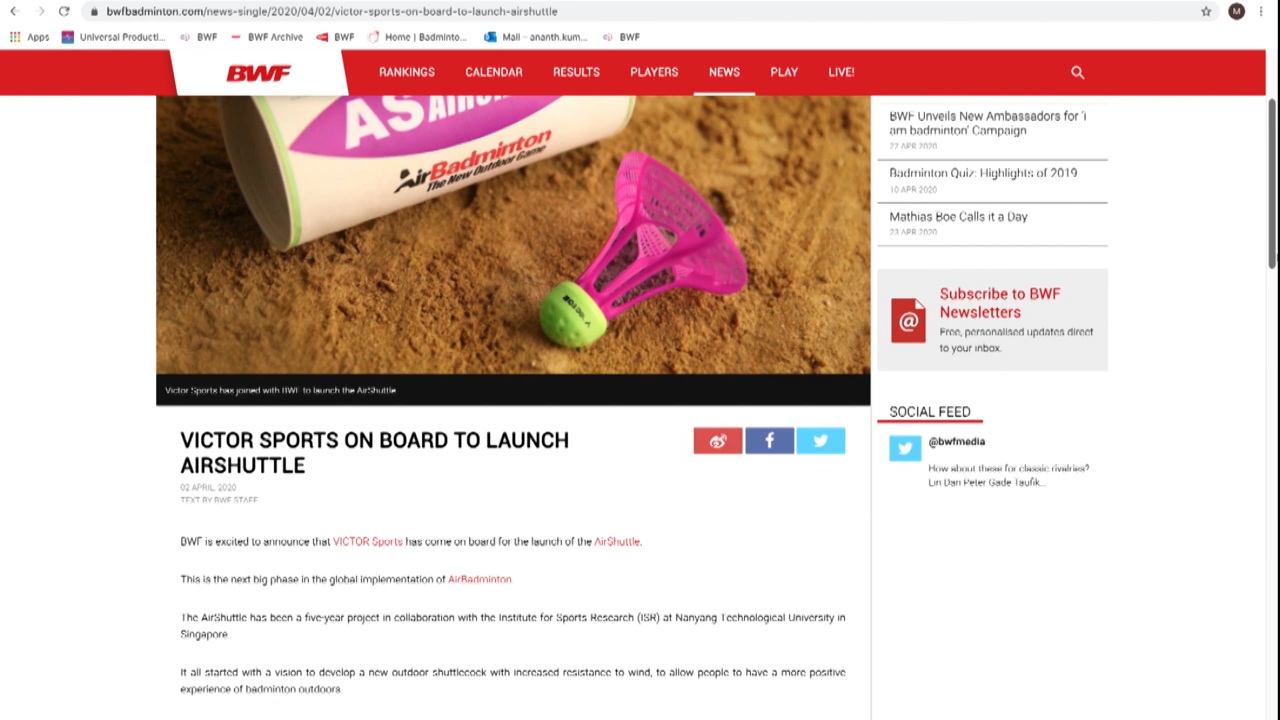 bwfbadminton.com/news-single/2020/04/02/victor-sports-on-board-to-launch-airshuttle
M
Apps Universal Producti... BWF BWF Archive BWF Home | Badminto... Mail – ananth.kum... BWF
BWF RANKINGS CALENDAR RESULTS PLAYERS NEWS PLAY LIVE!
AS
AirBadminton
The New Outdoor Game
Victor Sports has joined with BWF to launch the AirShuttle
VICTOR SPORTS ON BOARD TO LAUNCH
AIRSHUTTLE
02 APRIL, 2020
TEXT BY BWF STAFF
BWF is excited to announce that VICTOR Sports has come on board for the launch of the AirShuttle.
This is the next big phase in the global implementation of AirBadminton.
The AirShuttle has been a five-year project in collaboration with the Institute for Sports Research (ISR) at Nanyang Technological University in
Singapore
It all started with a vision to develop a new outdoor shuttlecock with increased resistance to wind, to allow people to have a more positive
experience of badminton outdoors.
BWF Unveils New Ambassadors for 'i
am badminton' Campaign
22 APR 2020
Badminton Quiz: Highlights of 2019
10 APR 2020
Mathias Boe Calls it a Day
23 APR 2020
@
Subscribe to BWF
Newsletters
Free, personalised updates direct
to your inbox.
SOCIAL FEED
@bwfmedia
How about these for classic rivalries?
Lin Dan Peter Gade Taufik...